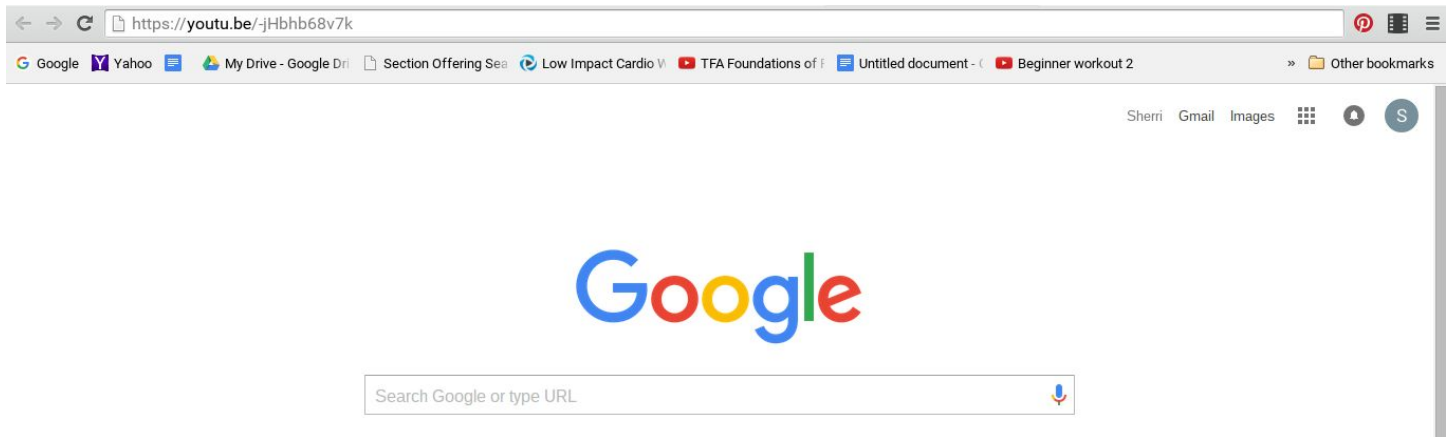 https://youtu.be/-jHbhb68v7k
G Google Y Yahoo My Drive - Google Dri Section Offering Sea Low Impact Cardio W TFA Foundations of F Untitled document - ( Beginner workout 2 » Other bookmarks
Sherri Gmail Images S
Google
Search Google or type URL